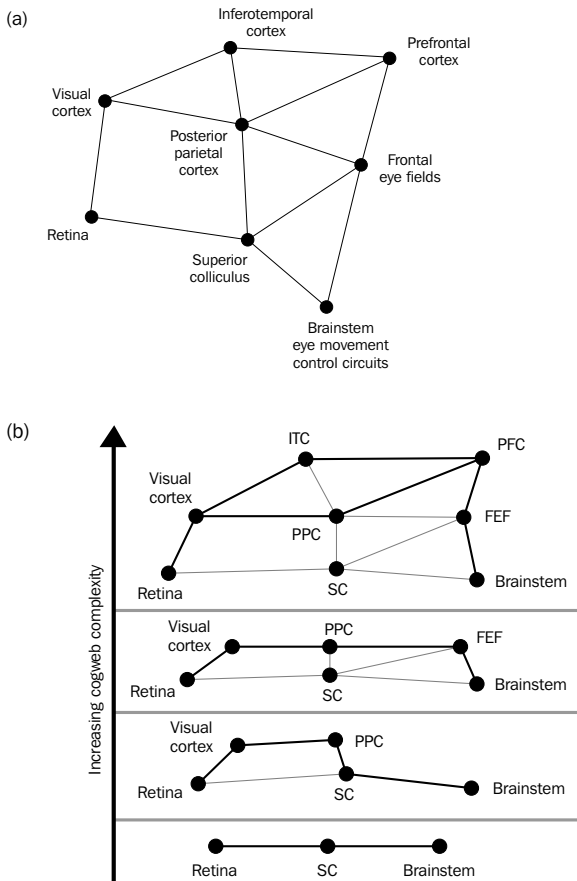 (a)
Inferotemporal
cortex
Prefrontal
cortex
Visual
cortex
Posterior
parietal
cortex
Frontal
eye fields
Retina
Superior
colliculus
Brainstem
eye movement
control circuits
(b)
Increasing cogweb complexity
ITC
PFC
Visual
cortex
PPC
FEF
Retina
SC
Brainstem
Visual
cortex
PPC
FEF
Retina
SC
Brainstem
Visual
cortex
PPC
Retina
SC
Brainstem
Retina
SC
Brainstem